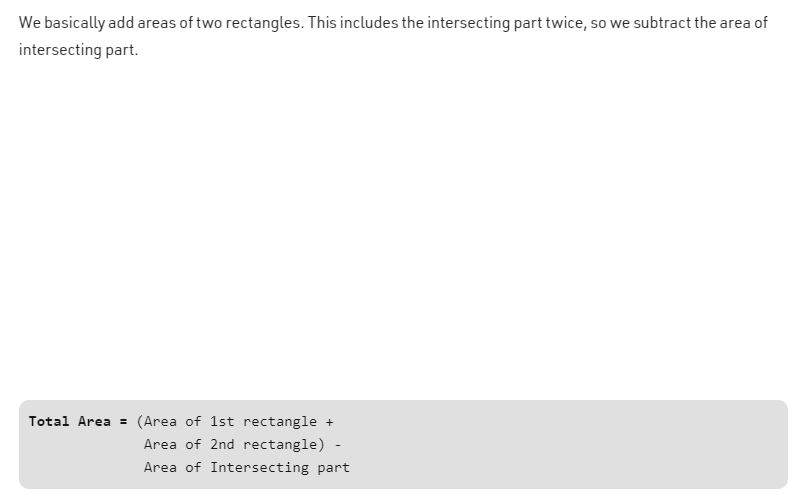 We basically add areas of two rectangles. This includes the intersecting part twice, so we subtract the area of
intersecting part.
Total Area = (Area of 1st rectangle +
Area of 2nd rectangle) -
Area of Intersecting part